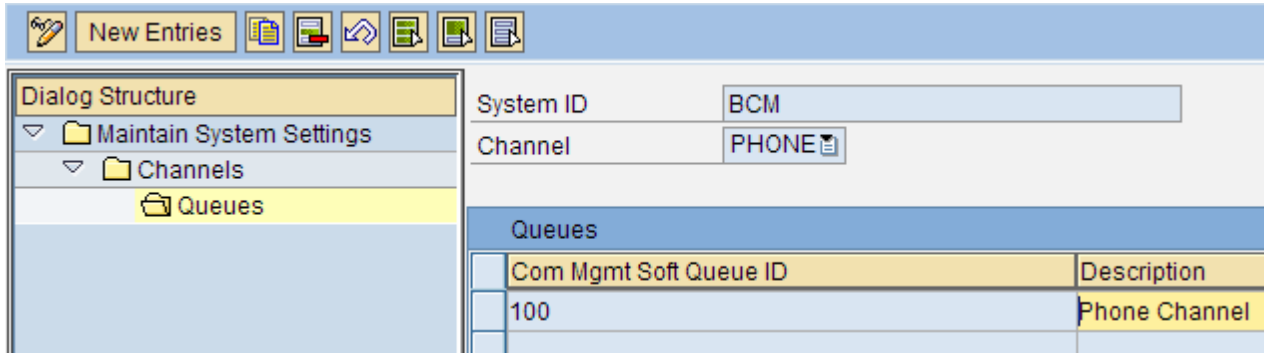 New Entries
Dialog Structure
Maintain System Settings
Channels
Queues
System ID BCM
Channel PHONE
Queues
Com Mgmt Soft Queue ID Description
100 Phone Channel